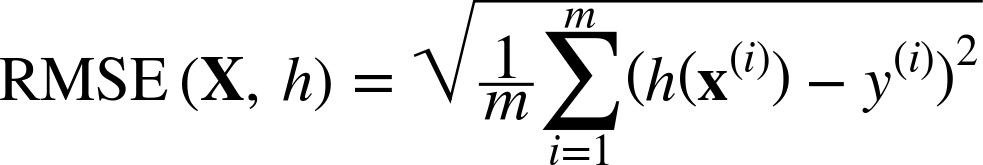 RMSE (𝐗, h) = √(1/m ∑_{i=1}^{m} (h(𝐱^{(i)}) − y^{(i)})^2)